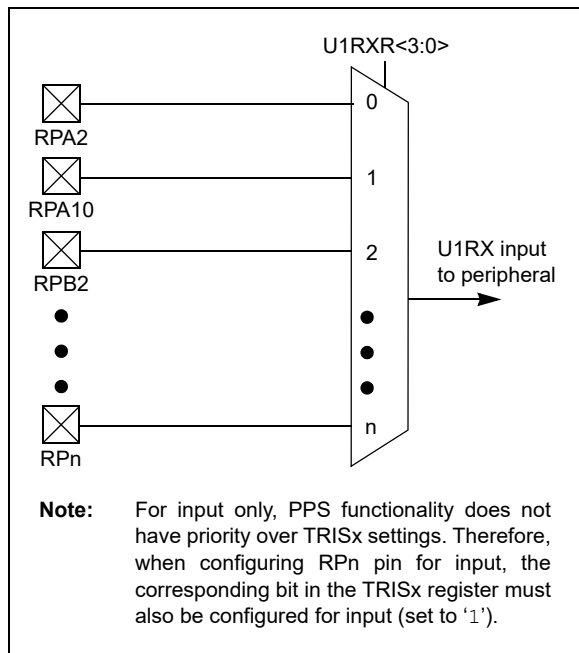 U1RXR<3:0>
0
RPA2
1
RPA10
2
RPB2
U1RX input
to peripheral
n
RPn
Note: For input only, PPS functionality does not
have priority over TRISx settings. Therefore,
when configuring RPn pin for input, the
corresponding bit in the TRISx register must
also be configured for input (set to ‘1’).